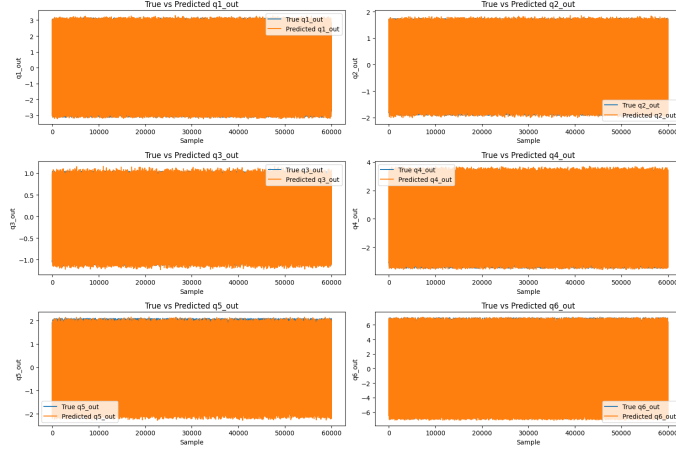 True vs Predicted q1_out
q1_out
3
2
1
0
−1
−2
−3
True q1_out
Predicted q1_out
0
10000
20000
30000
40000
50000
60000
Sample
True vs Predicted q2_out
q2_out
2
1
0
−1
−2
True q2_out
Predicted q2_out
0
10000
20000
30000
40000
50000
60000
Sample
True vs Predicted q3_out
q3_out
1.0
0.5
0.0
−0.5
−1.0
True q3_out
Predicted q3_out
0
10000
20000
30000
40000
50000
60000
Sample
True vs Predicted q4_out
q4_out
4
2
0
−2
True q4_out
Predicted q4_out
0
10000
20000
30000
40000
50000
60000
Sample
True vs Predicted q5_out
q5_out
2
1
0
−1
−2
True q5_out
Predicted q5_out
0
10000
20000
30000
40000
50000
60000
Sample
True vs Predicted q6_out
q6_out
6
4
2
0
−2
−4
−6
True q6_out
Predicted q6_out
0
10000
20000
30000
40000
50000
60000
Sample